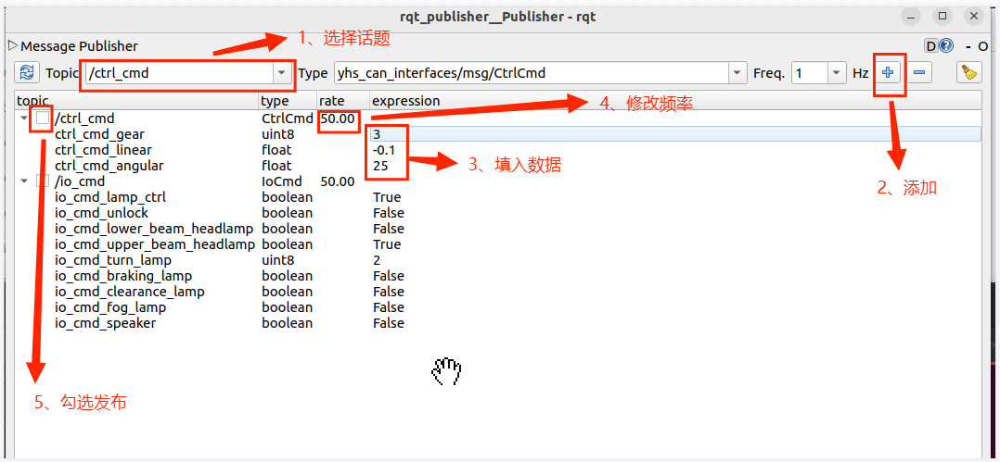 rqt_publisher__Publisher - rqt
1、选择话题
Message Publisher
D
- O
Topic /ctrl_cmd Type yhs_can_interfaces/msg/CtrlCmd Freq. 1 Hz
topic type rate expression
4、修改频率
/ctrl_cmd CtrlCmd 50.00
ctrl_cmd_gear uint8 3
ctrl_cmd_linear float -0.1
ctrl_cmd_angular float 25
3、填入数据
/io_cmd IoCmd 50.00
2、添加
io_cmd_lamp_ctrl boolean True
io_cmd_unlock boolean False
io_cmd_lower_beam_headlamp boolean False
io_cmd_upper_beam_headlamp boolean True
io_cmd_turn_lamp uint8 2
io_cmd_braking_lamp boolean False
io_cmd_clearance_lamp boolean False
io_cmd_fog_lamp boolean False
io_cmd_speaker boolean False
5、勾选发布